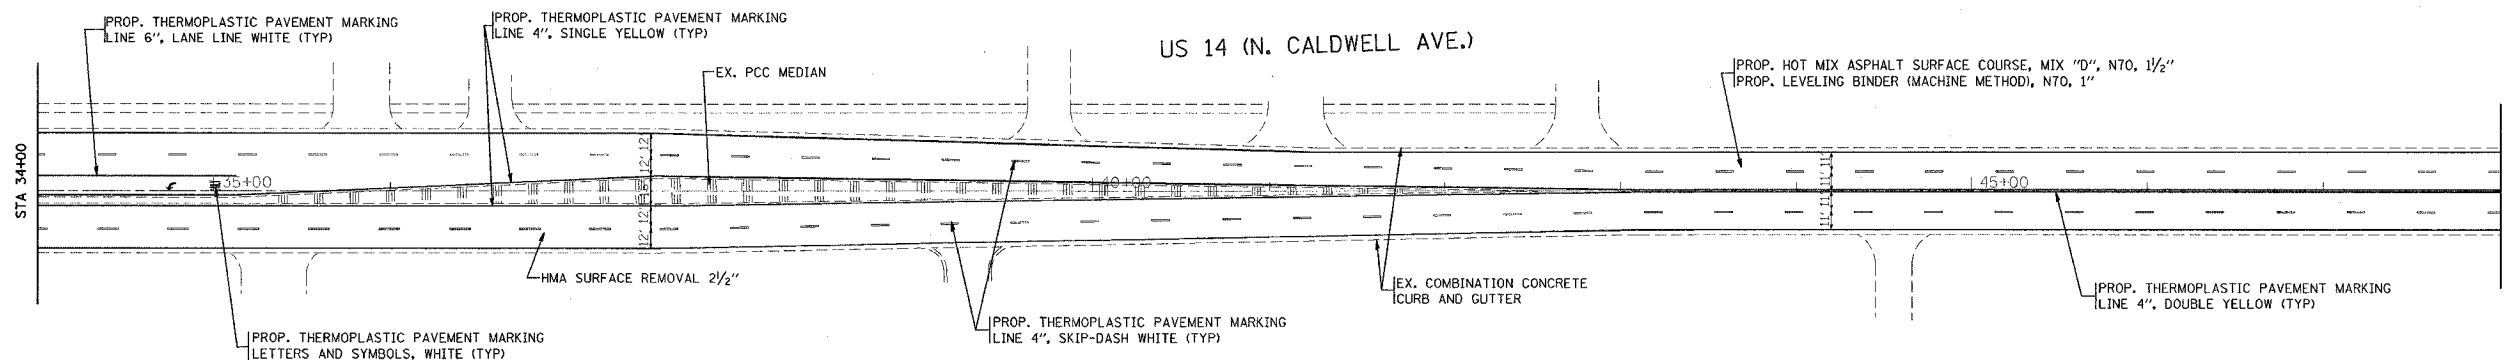 PROP. THERMOPLASTIC PAVEMENT MARKING
LINE 6", LANE LINE WHITE (TYP)
PROP. THERMOPLASTIC PAVEMENT MARKING
LINE 4", SINGLE YELLOW (TYP)
US 14 (N. CALDWELL AVE.)
EX. PCC MEDIAN
PROP. HOT MIX ASPHALT SURFACE COURSE, MIX "D", N70, 1½"
PROP. LEVELING BINDER (MACHINE METHOD), N70, 1"
STA 34+00
35+00
12' 12'
12' 12'
40+00
11' 11'
11' 11'
45+00
HMA SURFACE REMOVAL 2½"
EX. COMBINATION CONCRETE
CURB AND GUTTER
PROP. THERMOPLASTIC PAVEMENT MARKING
LINE 4", DOUBLE YELLOW (TYP)
PROP. THERMOPLASTIC PAVEMENT MARKING
LINE 4", SKIP-DASH WHITE (TYP)
PROP. THERMOPLASTIC PAVEMENT MARKING
LETTERS AND SYMBOLS, WHITE (TYP)